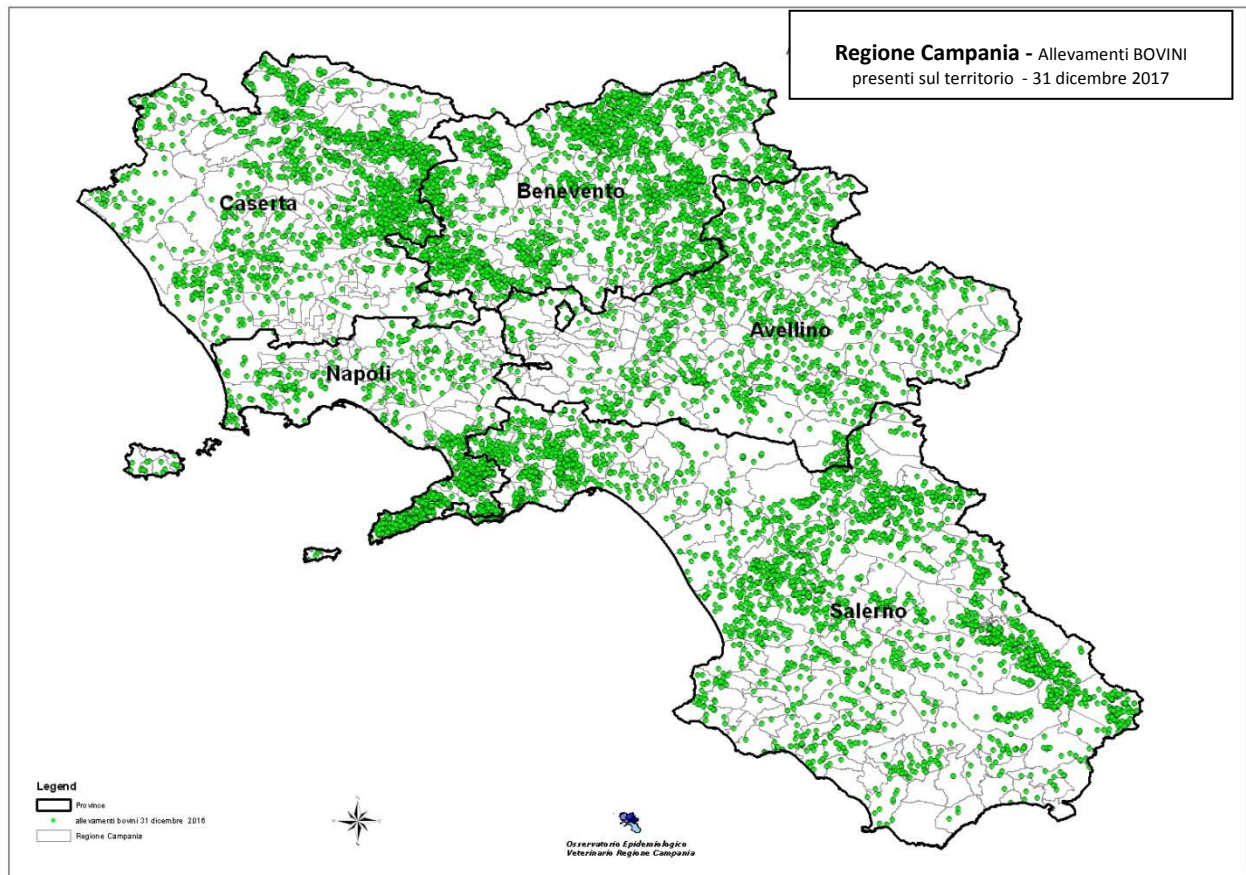 Regione Campania - Allevamenti BOVINI
presenti sul territorio - 31 dicembre 2017
Benevento
Caserta
Avellino
Napoli
Salerno
Legend
Province
allevamenti bovini 31 dicembre 2016
Regione Campania
Osservatorio Epidemiologico
Veterinario Regione Campania